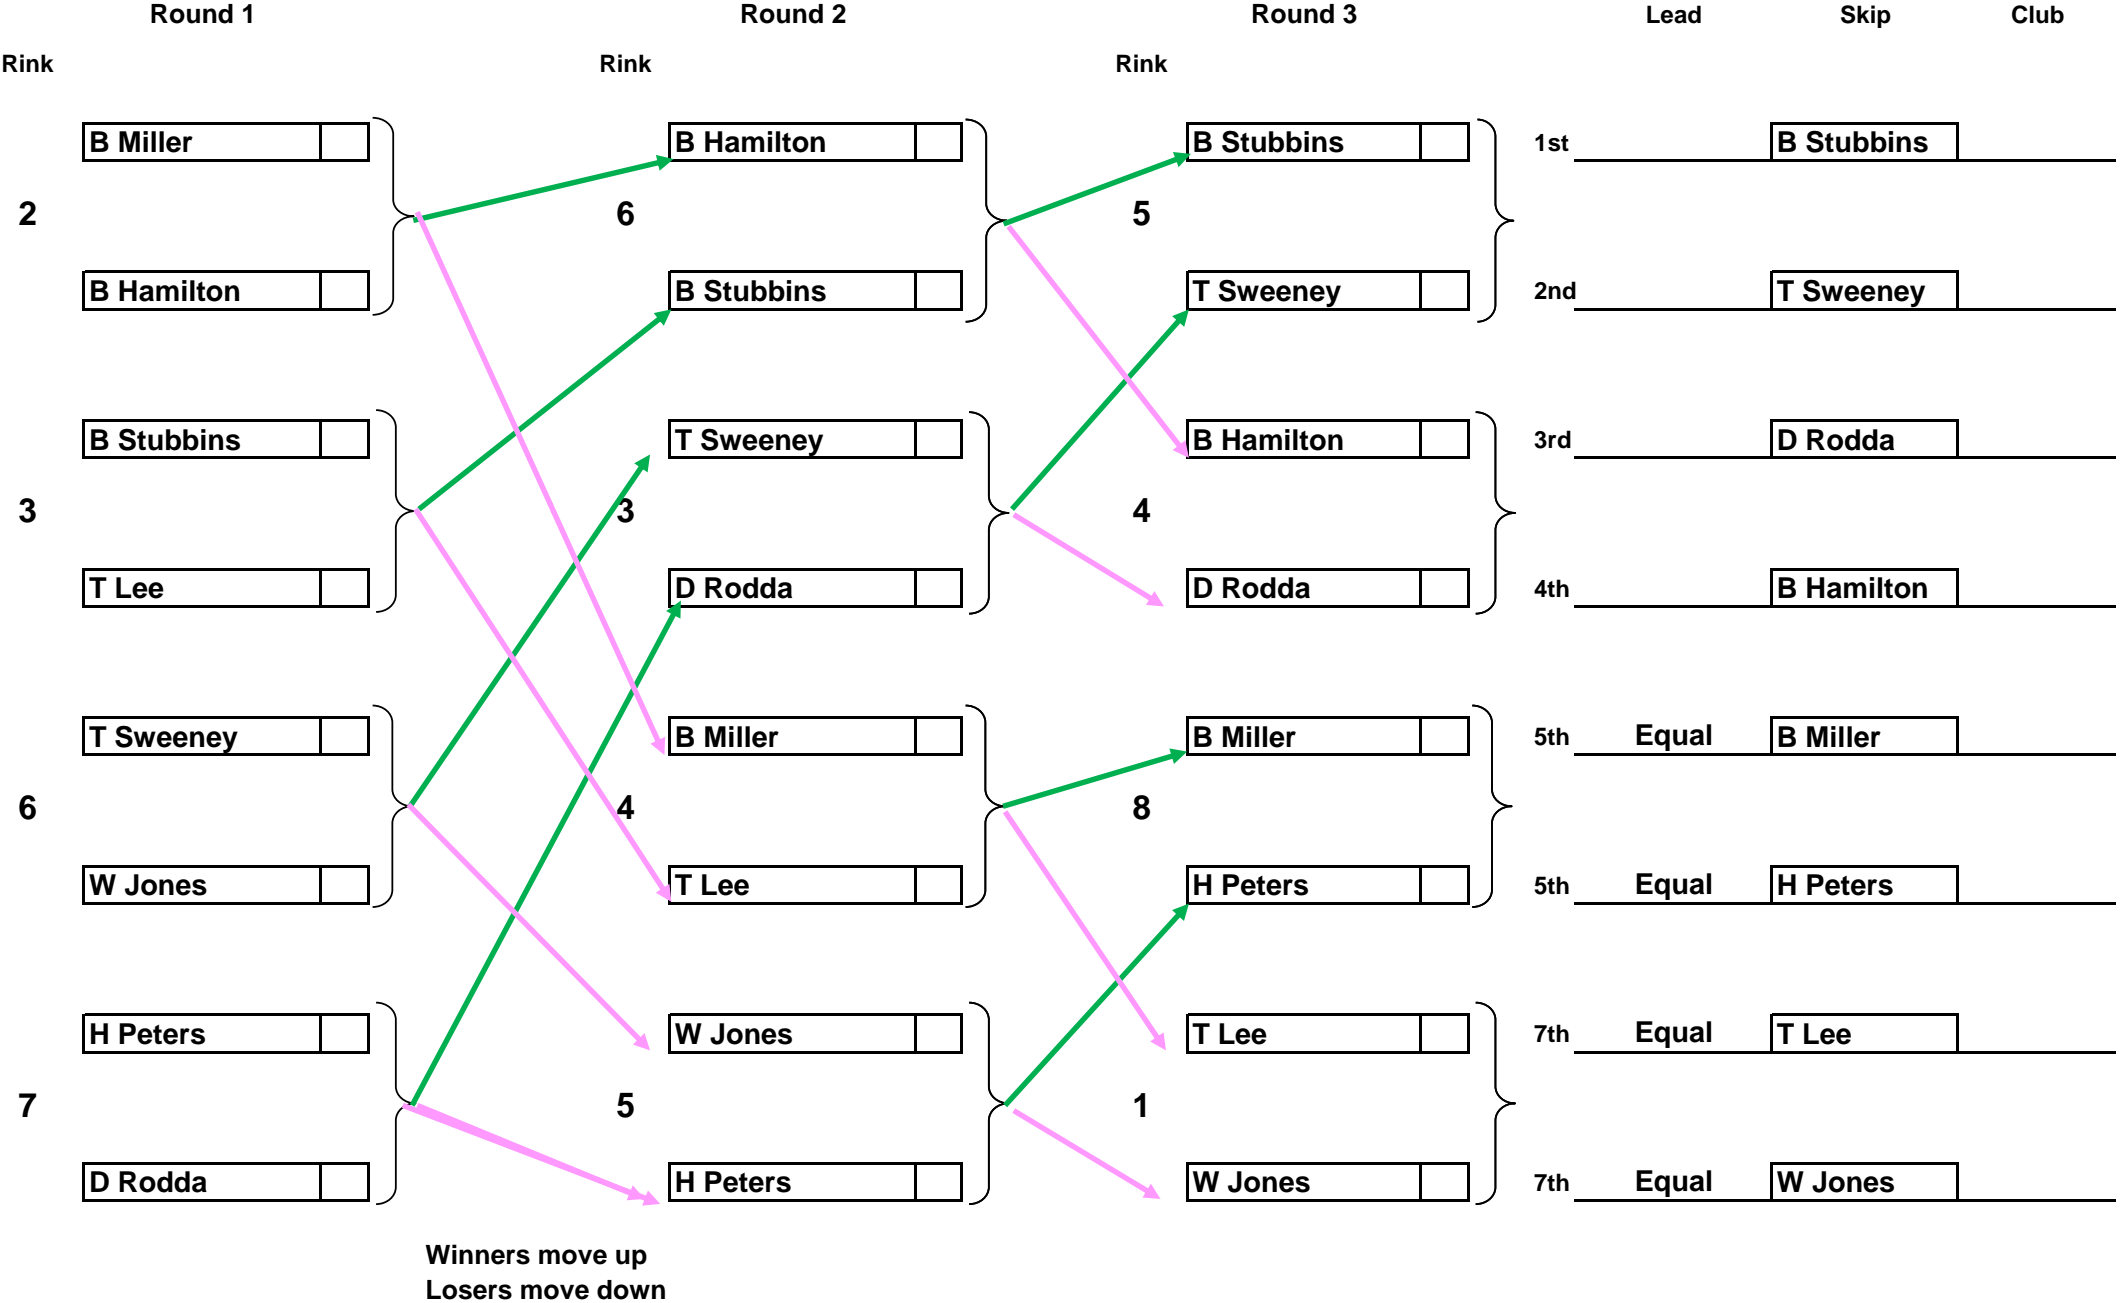 Round 1 Round 2 Round 3 Lead Skip Club
Rink Rink Rink
B Miller B Hamilton B Stubbins 1st B Stubbins
2 6 5
B Hamilton B Stubbins T Sweeney 2nd T Sweeney
B Stubbins T Sweeney B Hamilton 3rd D Rodda
3 3 4
T Lee D Rodda D Rodda 4th B Hamilton
T Sweeney B Miller B Miller 5th Equal B Miller
6 4 8
W Jones T Lee H Peters 5th Equal H Peters
H Peters W Jones T Lee 7th Equal T Lee
7 5 1
D Rodda H Peters W Jones 7th Equal W Jones
Winners move up
Losers move down